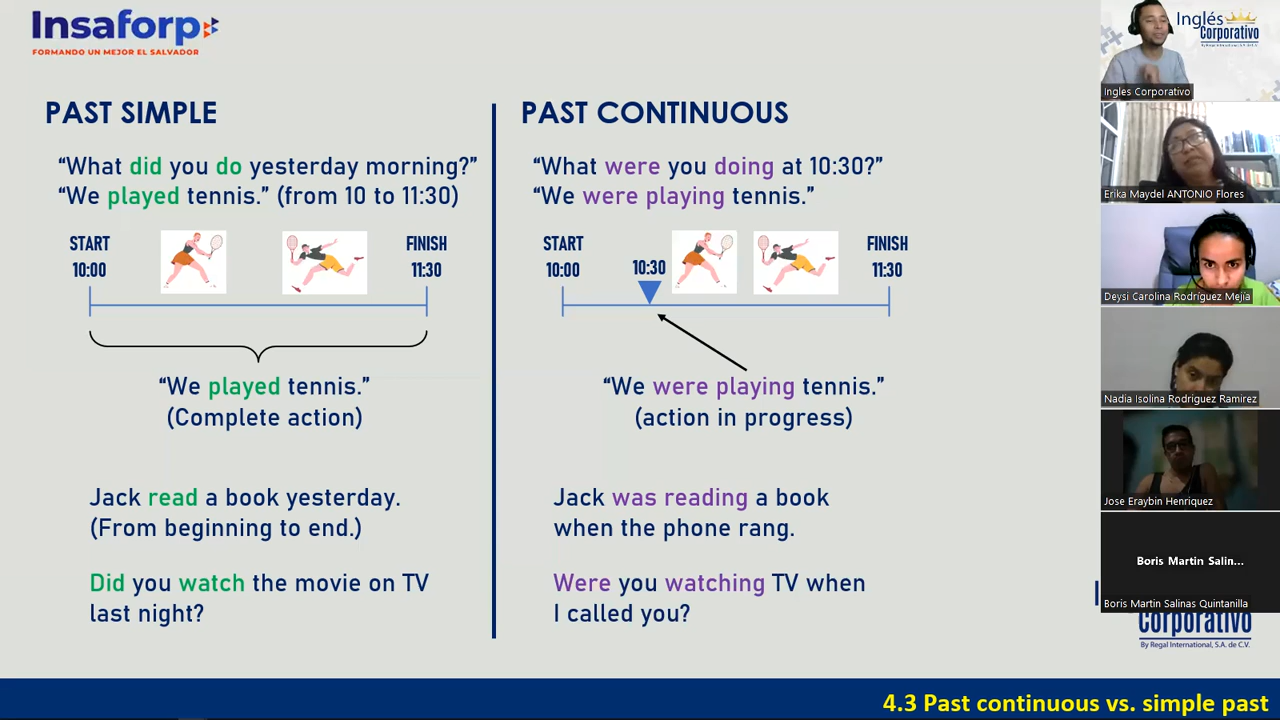 Insaforp
FORMANDO UN MEJOR EL SALVADOR
PAST SIMPLE
“What did you do yesterday morning?”
“We played tennis.” (from 10 to 11:30)
START
10:00
FINISH
11:30
“We played tennis.”
(Complete action)
Jack read a book yesterday.
(From beginning to end.)
Did you watch the movie on TV
last night?
PAST CONTINUOUS
“What were you doing at 10:30?”
“We were playing tennis.”
START
10:00
10:30
FINISH
11:30
“We were playing tennis.”
(action in progress)
Jack was reading a book
when the phone rang.
Were you watching TV when
I called you?
Inglés
Corporativo
By Regal International, S.A. de C.V.
Ingles Corporativo
Erika Maydel ANTONIO Flores
Deysi Carolina Rodríguez Mejía
Nadia Isolina Rodriguez Ramirez
Jose Eraybin Henriquez
Boris Martin Salin...
Boris Martin Salinas Quintanilla
Corporativo
By Regal International, S.A. de C.V.
4.3 Past continuous vs. simple past